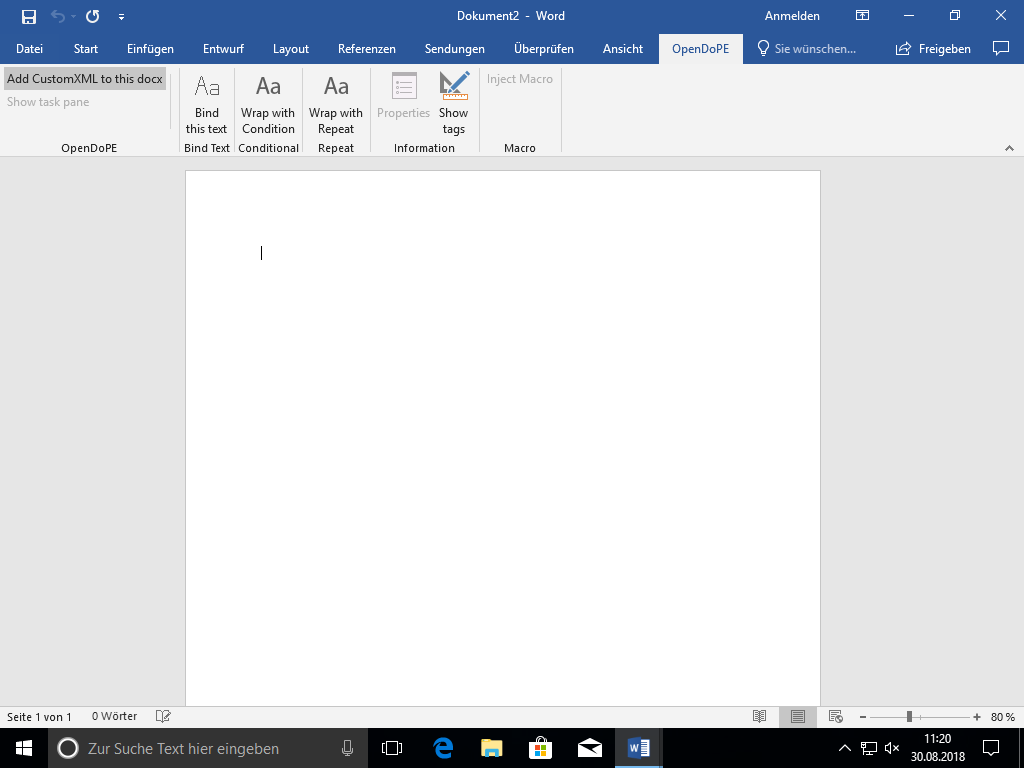 Dokument2 - Word
Anmelden
Datei Start Einfügen Entwurf Layout Referenzen Sendungen Überprüfen Ansicht OpenDoPE Sie wünschen... Freigeben
Add CustomXML to this docx
Show task pane
OpenDoPE
Aa
Bind
this text
Bind Text
Aa
Wrap with
Condition
Conditional
Aa
Wrap with
Repeat
Repeat
Properties
Show
tags
Information
Inject Macro
Macro
Seite 1 von 1 0 Wörter 80 %
Zur Suche Text hier eingeben
11:20
30.08.2018